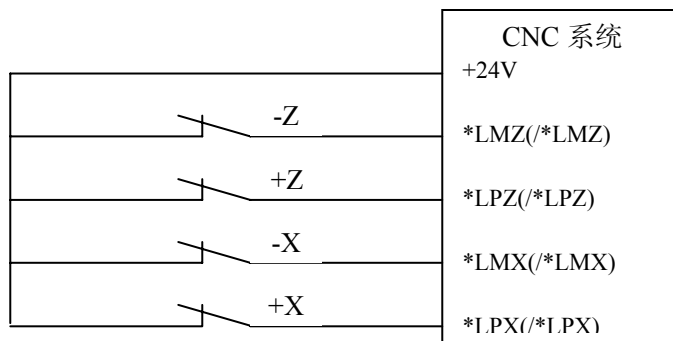 CNC 系统
+24V
-Z
*LMZ(/*LMZ)
+Z
*LPZ(/*LPZ)
-X
*LMX(/*LMX)
+X
*LPX(/*LPX)